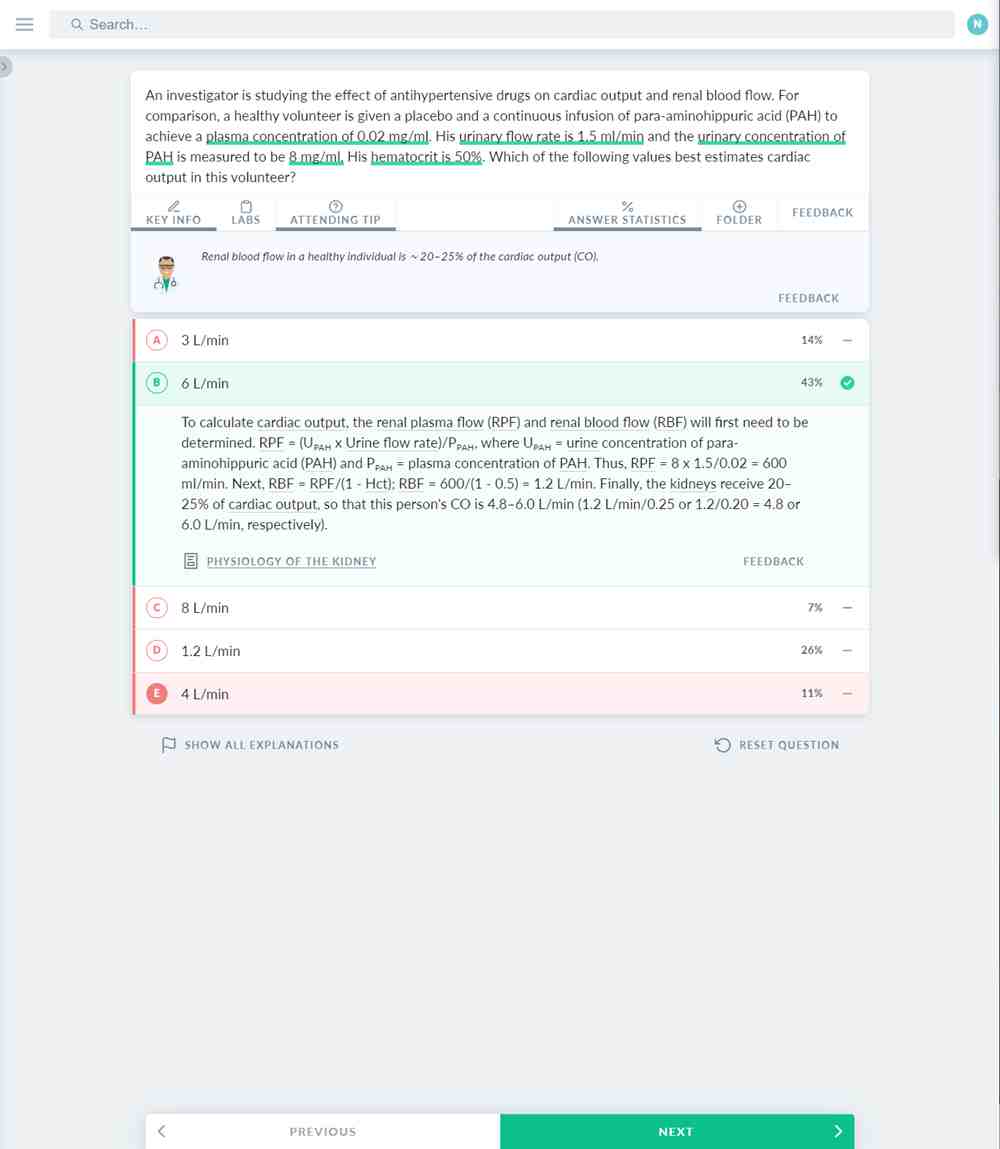 Search...
N
An investigator is studying the effect of antihypertensive drugs on cardiac output and renal blood flow. For
comparison, a healthy volunteer is given a placebo and a continuous infusion of para-aminohippuric acid (PAH) to
achieve a plasma concentration of 0.02 mg/ml. His urinary flow rate is 1.5 ml/min and the urinary concentration of
PAH is measured to be 8 mg/ml. His hematocrit is 50%. Which of the following values best estimates cardiac
output in this volunteer?
KEY INFO
LABS
ATTENDING TIP
ANSWER STATISTICS
FOLDER
FEEDBACK
Renal blood flow in a healthy individual is ~ 20–25% of the cardiac output (CO).
FEEDBACK
A 3 L/min 14%
B 6 L/min 43%
To calculate cardiac output, the renal plasma flow (RPF) and renal blood flow (RBF) will first need to be
determined. RPF = (UPAH x Urine flow rate)/PPAH, where UPAH = urine concentration of para-
aminohippuric acid (PAH) and PPAH = plasma concentration of PAH. Thus, RPF = 8 x 1.5/0.02 = 600
ml/min. Next, RBF = RPF/(1 - Hct); RBF = 600/(1 - 0.5) = 1.2 L/min. Finally, the kidneys receive 20–
25% of cardiac output, so that this person's CO is 4.8–6.0 L/min (1.2 L/min/0.25 or 1.2/0.20 = 4.8 or
6.0 L/min, respectively).
PHYSIOLOGY OF THE KIDNEY
FEEDBACK
C 8 L/min 7%
D 1.2 L/min 26%
E 4 L/min 11%
SHOW ALL EXPLANATIONS
RESET QUESTION
PREVIOUS
NEXT